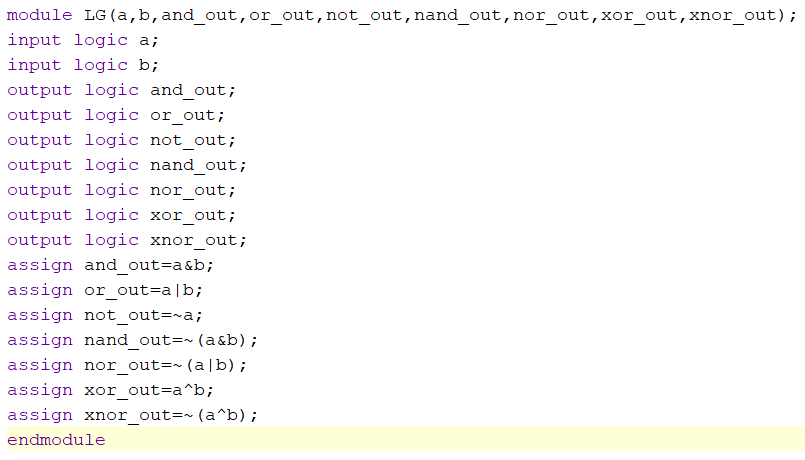 module LG(a,b,and_out,or_out,not_out,nand_out,nor_out,xor_out,xnor_out);
input logic a;
input logic b;
output logic and_out;
output logic or_out;
output logic not_out;
output logic nand_out;
output logic nor_out;
output logic xor_out;
output logic xnor_out;
assign and_out=a&b;
assign or_out=a|b;
assign not_out=~a;
assign nand_out=~(a&b);
assign nor_out=~(a|b);
assign xor_out=a^b;
assign xnor_out=~(a^b);
endmodule